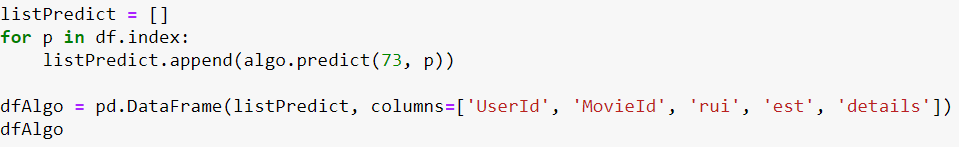 listPredict = []
for p in df.index:
    listPredict.append(algo.predict(73, p))
dfAlgo = pd.DataFrame(listPredict, columns=['UserId', 'MovieId', 'rui', 'est', 'details'])
dfAlgo